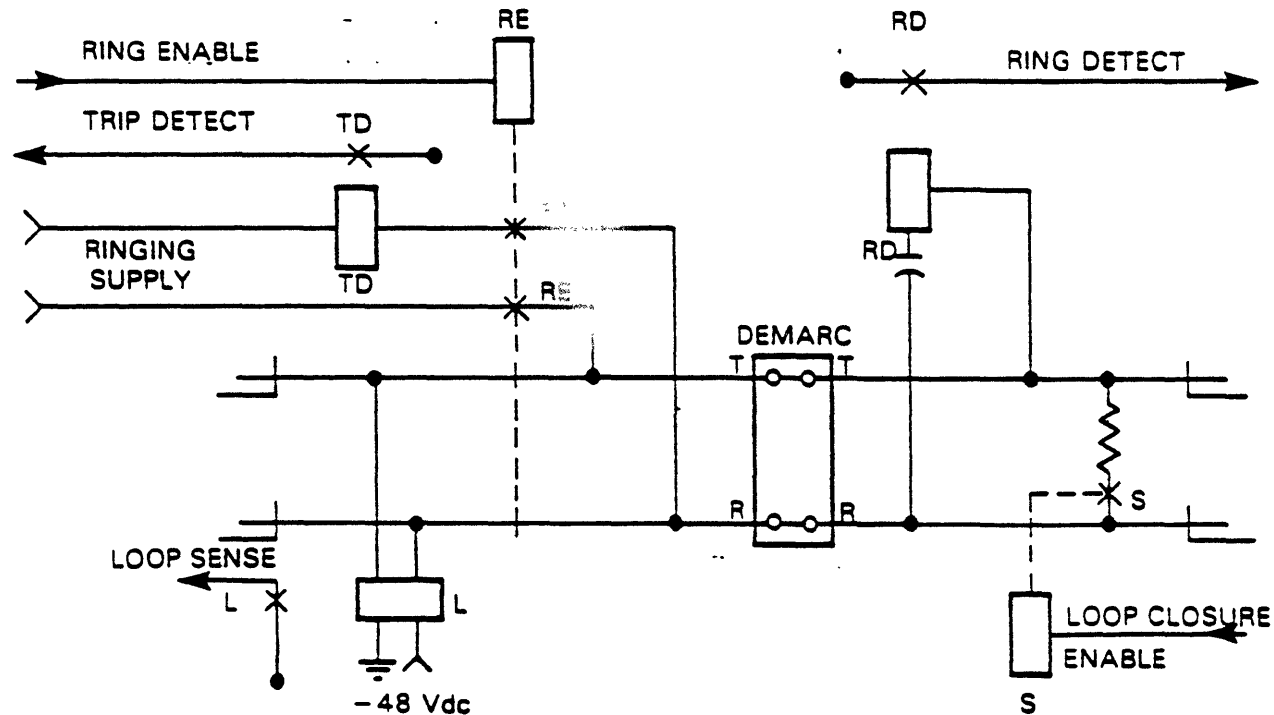 RE
RD
RING ENABLE
RING DETECT
TRIP DETECT
TD
RINGING
SUPPLY
TD
RD
RE
DEMARC
T
T
R
R
S
LOOP SENSE
L
L
LOOP CLOSURE
ENABLE
-48 Vdc
S